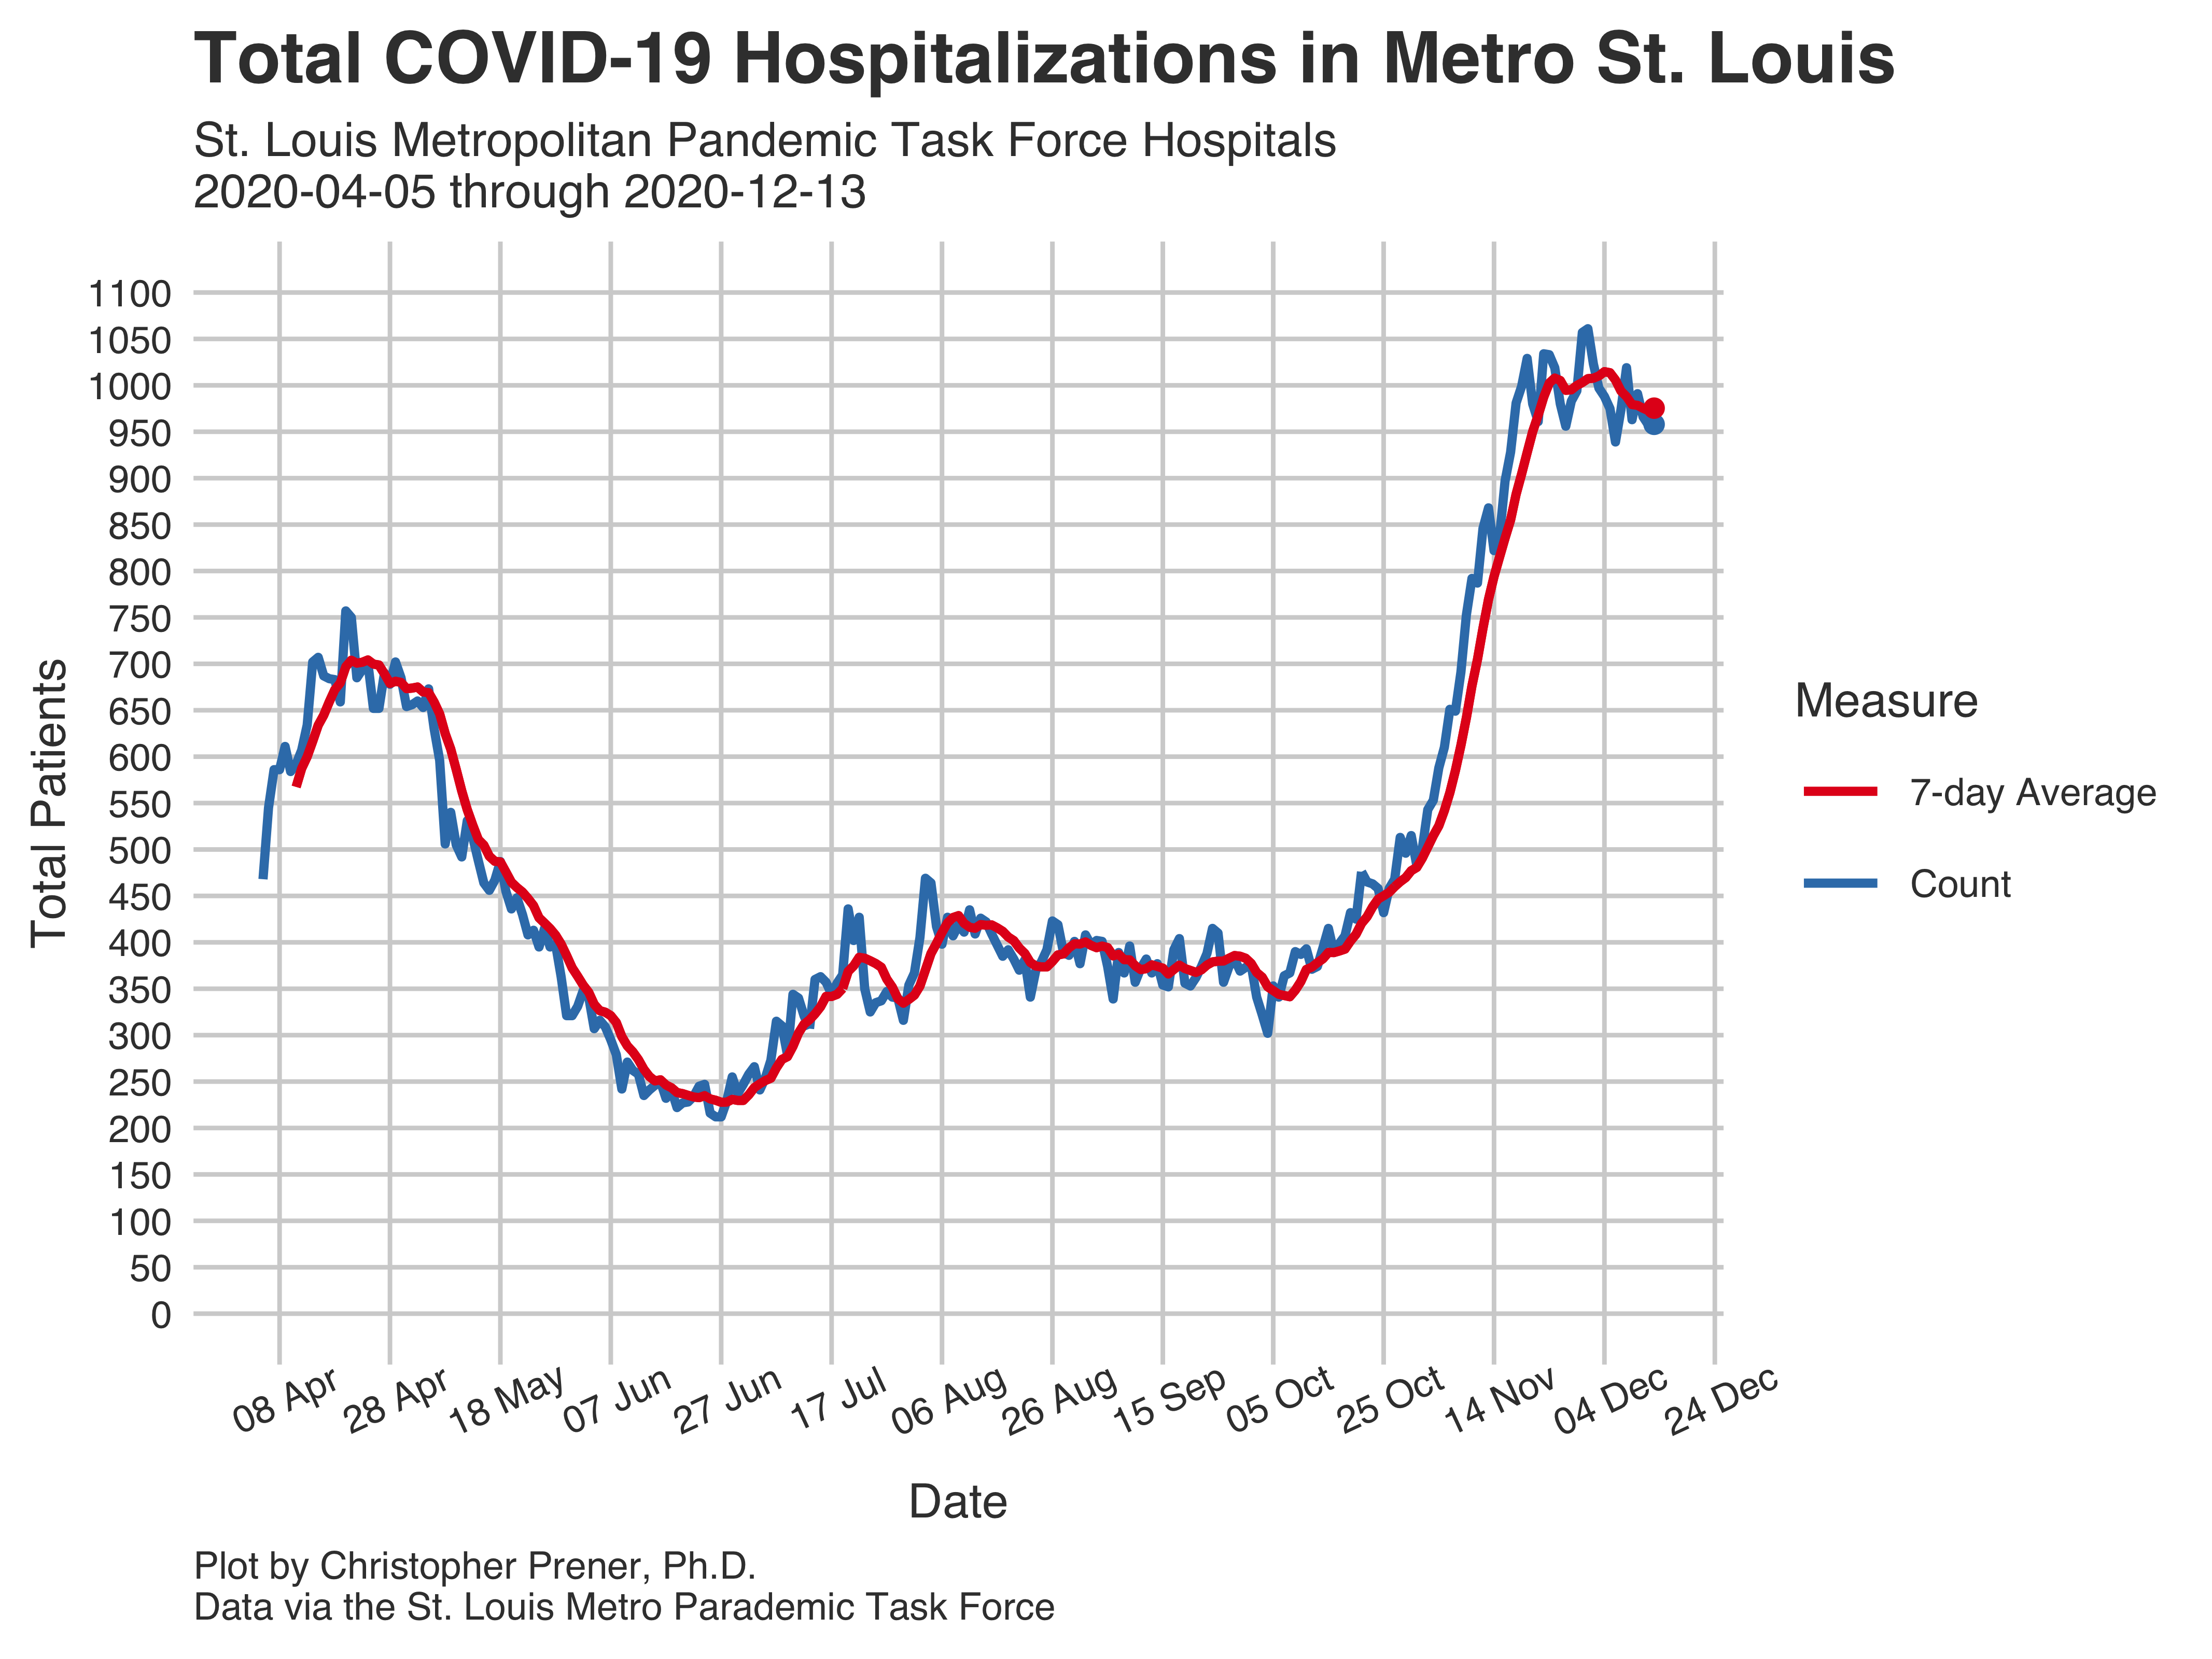 Total COVID-19 Hospitalizations in Metro St. Louis
St. Louis Metropolitan Pandemic Task Force Hospitals
2020-04-05 through 2020-12-13
1100
1050
1000
950
900
850
800
750
700
650
600
550
500
450
400
350
300
250
200
150
100
50
0
Total Patients
08 Apr
28 Apr
18 May
07 Jun
27 Jun
17 Jul
06 Aug
26 Aug
15 Sep
05 Oct
25 Oct
14 Nov
04 Dec
24 Dec
Date
Measure
7-day Average
Count
Plot by Christopher Prener, Ph.D.
Data via the St. Louis Metro Parademic Task Force